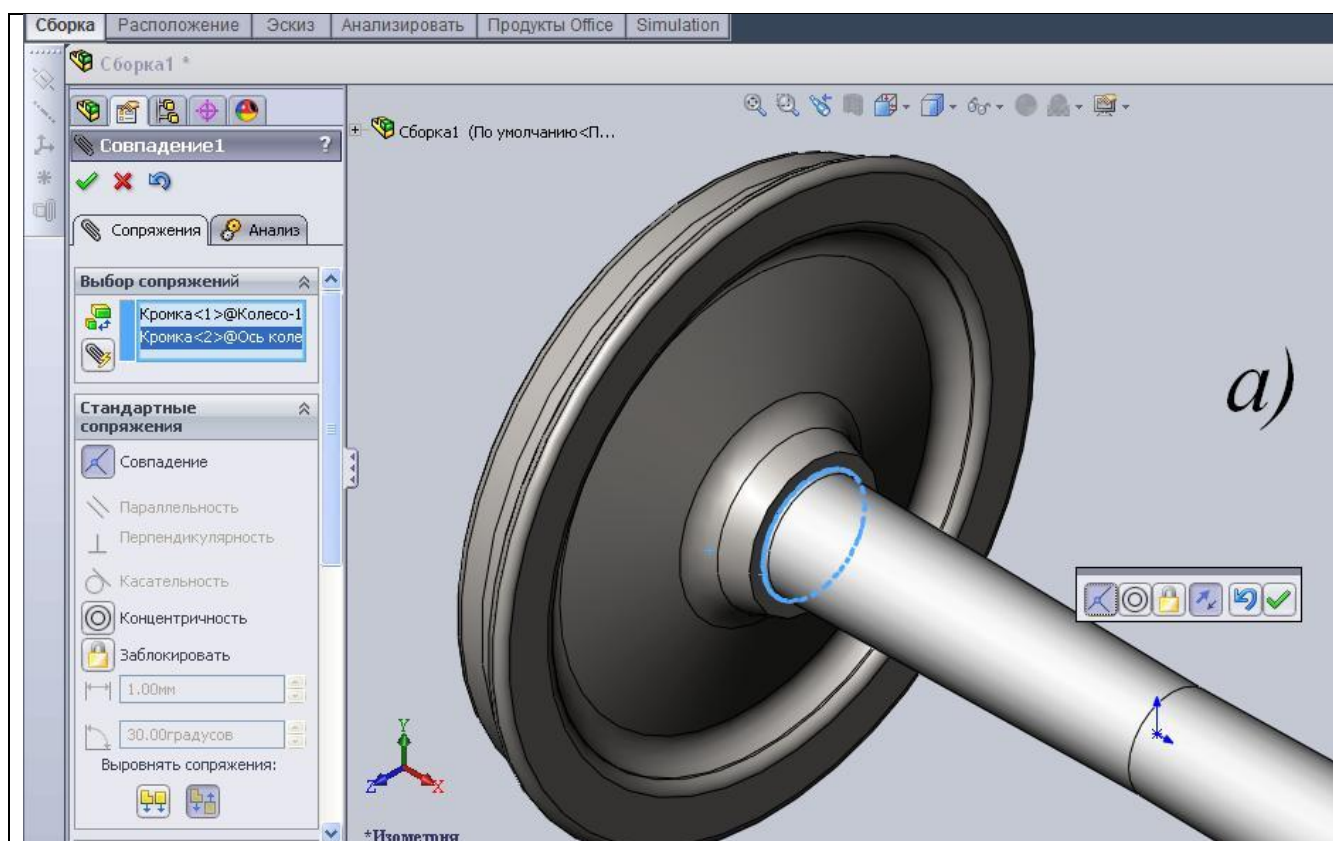 Сборка Расположение Эскиз Анализировать Продукты Office Simulation
Сборка1 *
Сборка1 (По умолчанию<П...
Совпадение1 ?
Сопряжения Анализ
Выбор сопряжений
Кромка<1>@Колесо-1
Кромка<2>@Ось коле
Стандартные
сопряжения
Совпадение
Параллельность
Перпендикулярность
Касательность
Концентричность
Заблокировать
1.00мм
30.00градусов
Выровнять сопряжения:
а)
Y
Z X
*Изометрия